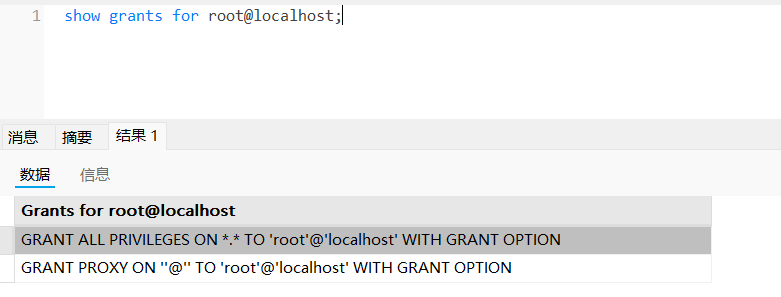 1 show grants for root@localhost;
消息 摘要 结果 1
数据 信息
Grants for root@localhost
GRANT ALL PRIVILEGES ON *.* TO 'root'@'localhost' WITH GRANT OPTION
GRANT PROXY ON ''@'' TO 'root'@'localhost' WITH GRANT OPTION